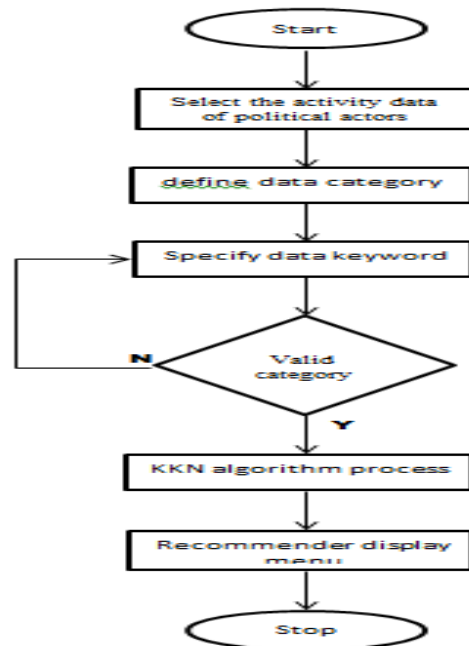 Start
Select the activity data
of political actors
define data category
Specify data keyword
Valid
category
N
Y
KKN algorithm process
Recommender display
menu
Stop